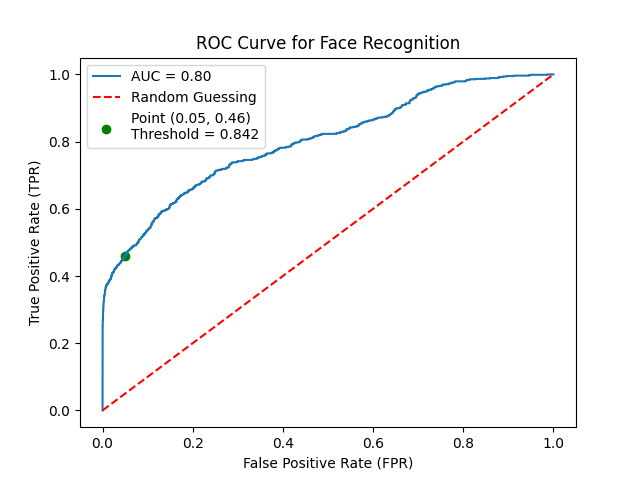 ROC Curve for Face Recognition
AUC = 0.80
Random Guessing
Point (0.05, 0.46)
Threshold = 0.842
1.0
0.8
0.6
0.4
0.2
0.0
True Positive Rate (TPR)
0.0 0.2 0.4 0.6 0.8 1.0
False Positive Rate (FPR)